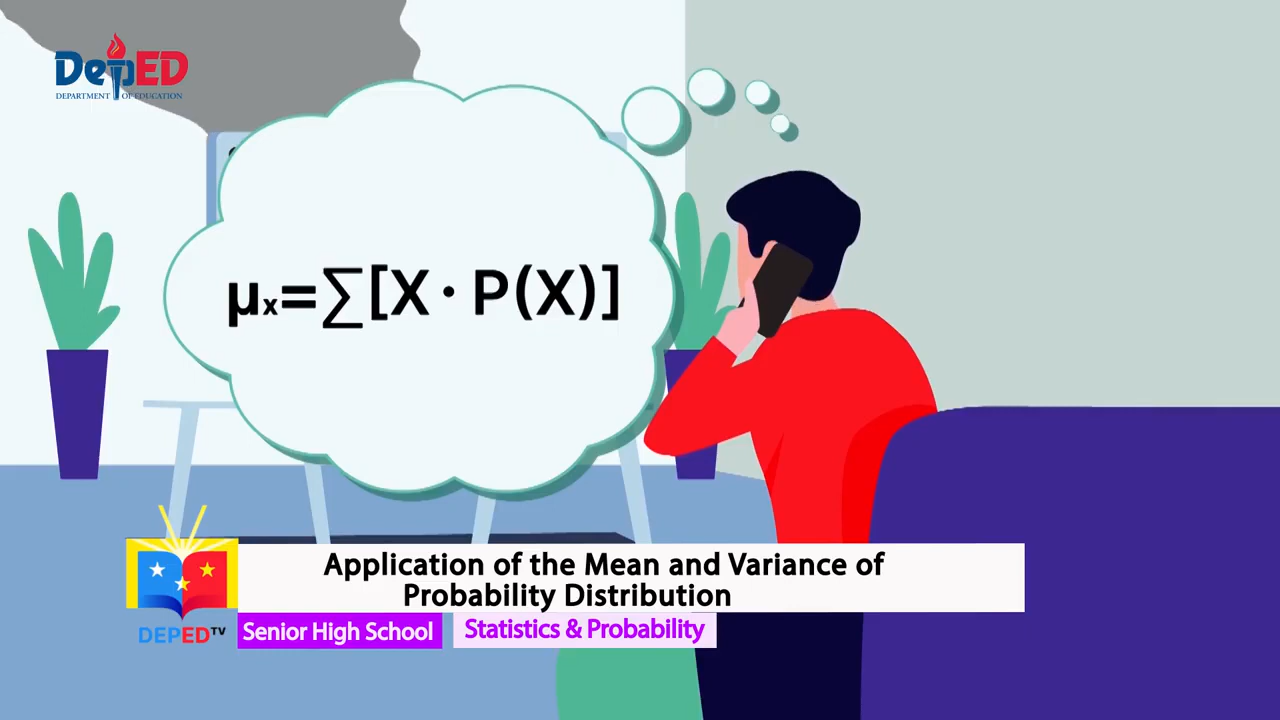 DepED
DEPARTMENT OF EDUCATION
μx=∑[X · P(X)]
Application of the Mean and Variance of
Probability Distribution
DEPED TV
Senior High School
Statistics & Probability